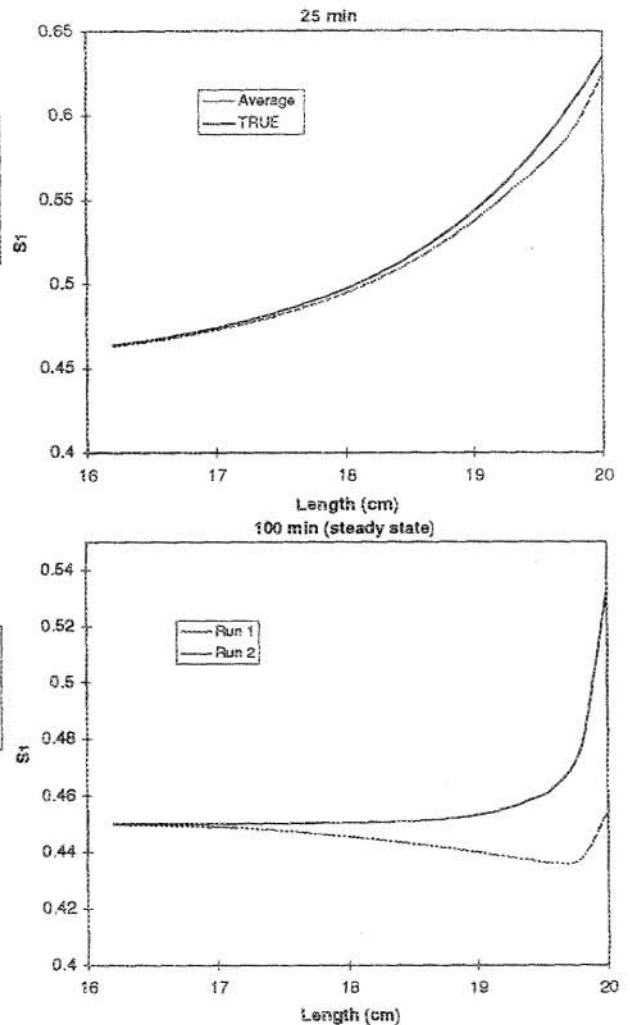 25 min
0.65
0.6
0.55
0.5
0.45
0.4
S1
Average
TRUE
16 17 18 19 20
Length (cm)
100 min (steady state)
0.54
0.52
0.5
0.48
0.46
0.44
0.42
0.4
S1
Run 1
Run 2
16 17 18 19 20
Length (cm)